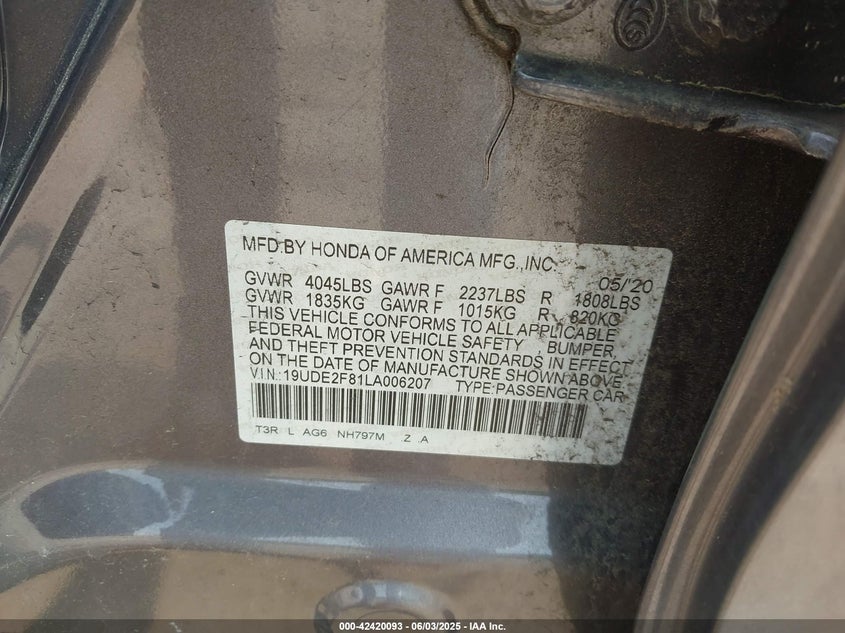 MFD.BY HONDA OF AMERICA MFG.,INC. 05/'20
GVWR 4045LBS GAWR F 2237LBS R 1808LBS
GVWR 1835KG GAWR F 1015KG R 820KG
THIS VEHICLE CONFORMS TO ALL APPLICABLE
FEDERAL MOTOR VEHICLE SAFETY BUMPER,
AND THEFT PREVENTION STANDARDS IN EFFECT
ON THE DATE OF MANUFACTURE SHOWN ABOVE.
VIN:19UDE2F81LA006207 TYPE:PASSENGER CAR
T3R L AG6 NH797M Z A
000-42420093 - 06/03/2025 - IAA Inc.